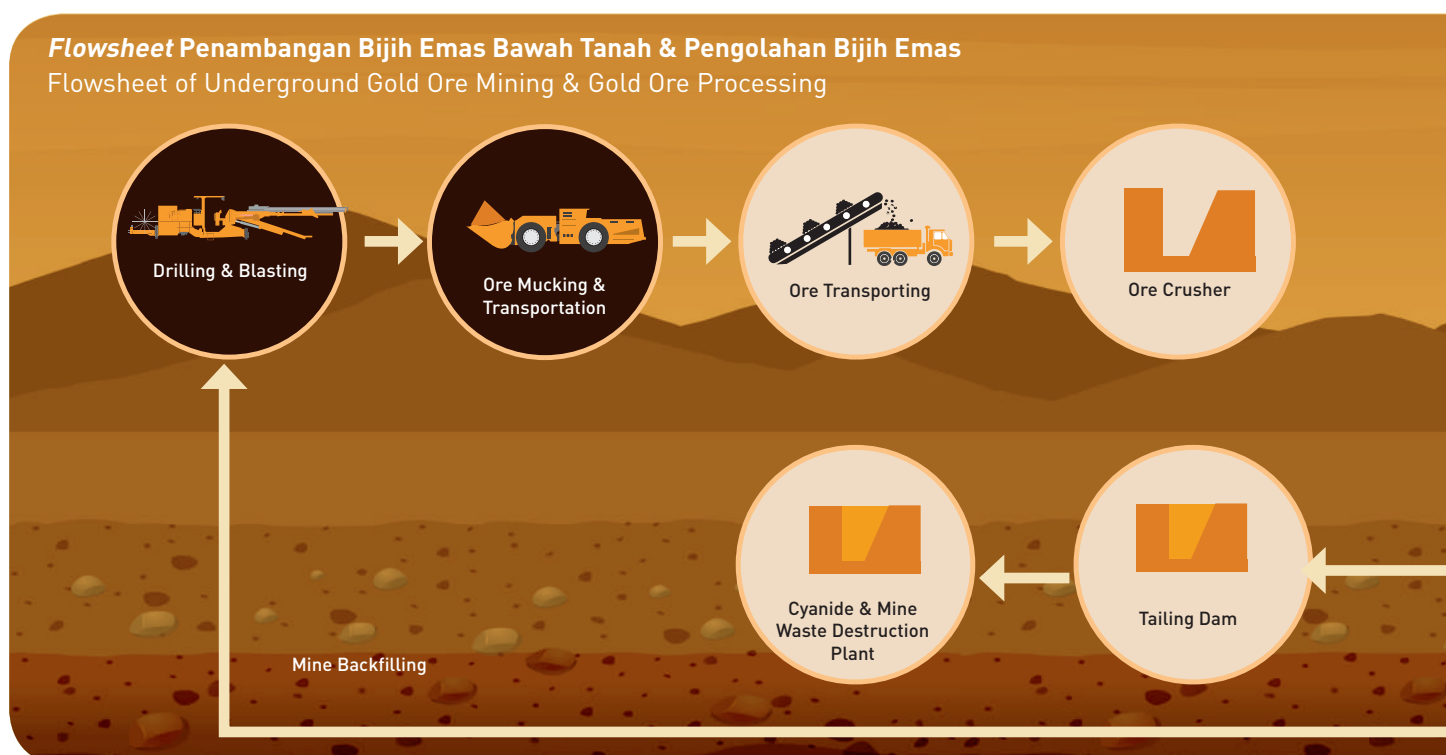 Flowsheet Penambangan Bijih Emas Bawah Tanah & Pengolahan Bijih Emas
Flowsheet of Underground Gold Ore Mining & Gold Ore Processing
Drilling & Blasting
Ore Mucking &
Transportation
Ore Transporting
Ore Crusher
Cyanide & Mine
Waste Destruction
Plant
Tailing Dam
Mine Backfilling